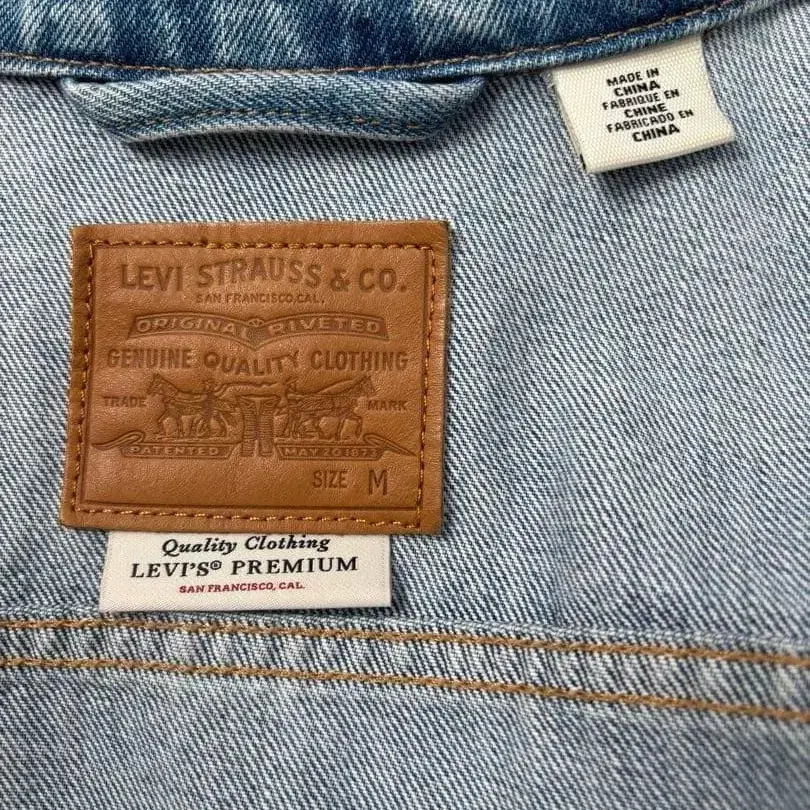 MADE IN
CHINA
FABRIQUE EN
CHINE
FABRICADO EN
CHINA
LEVI STRAUSS & CO.
SAN FRANCISCO, CAL.
ORIGINAL RIVETED
GENUINE QUALITY CLOTHING
TRADE MARK
PATENTED MAY 20 1873
SIZE M
Quality Clothing
LEVI'S® PREMIUM
SAN FRANCISCO, CAL.